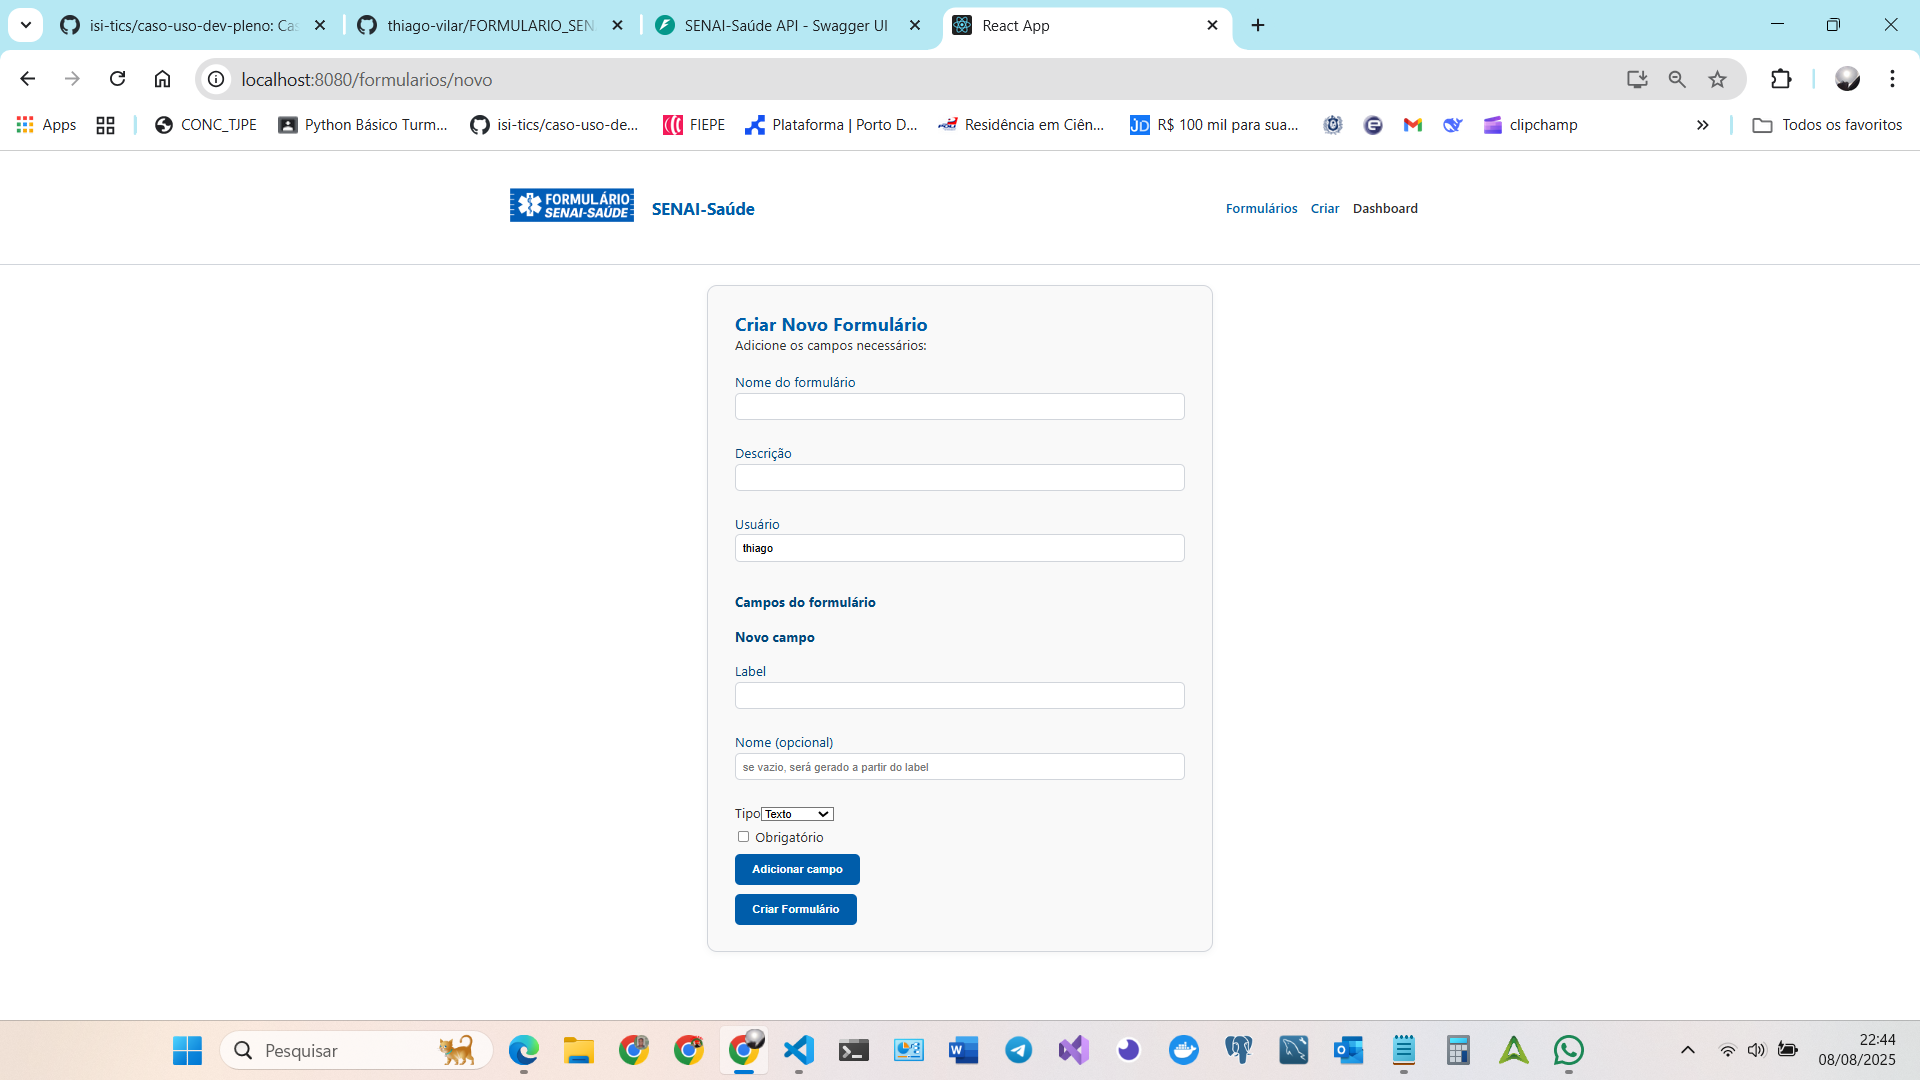 isi-tics/caso-uso-dev-pleno: Cas
thiago-vilar/FORMULARIO_SEN
SENAI-Saúde API - Swagger UI
React App
localhost:8080/formularios/novo
Apps
CONC_TJPE
Python Básico Turm...
isi-tics/caso-uso-de...
FIEPE
Plataforma | Porto D...
Residência em Ciên...
JD
R$ 100 mil para sua...
clipchamp
Todos os favoritos
FORMULÁRIO
SENAI-SAÚDE
SENAI-Saúde
Formulários
Criar
Dashboard
Criar Novo Formulário
Adicione os campos necessários:
Nome do formulário
Descrição
Usuário
thiago
Campos do formulário
Novo campo
Label
Nome (opcional)
se vazio, será gerado a partir do label
Tipo
Texto
Obrigatório
Adicionar campo
Criar Formulário
Pesquisar
22:44
08/08/2025